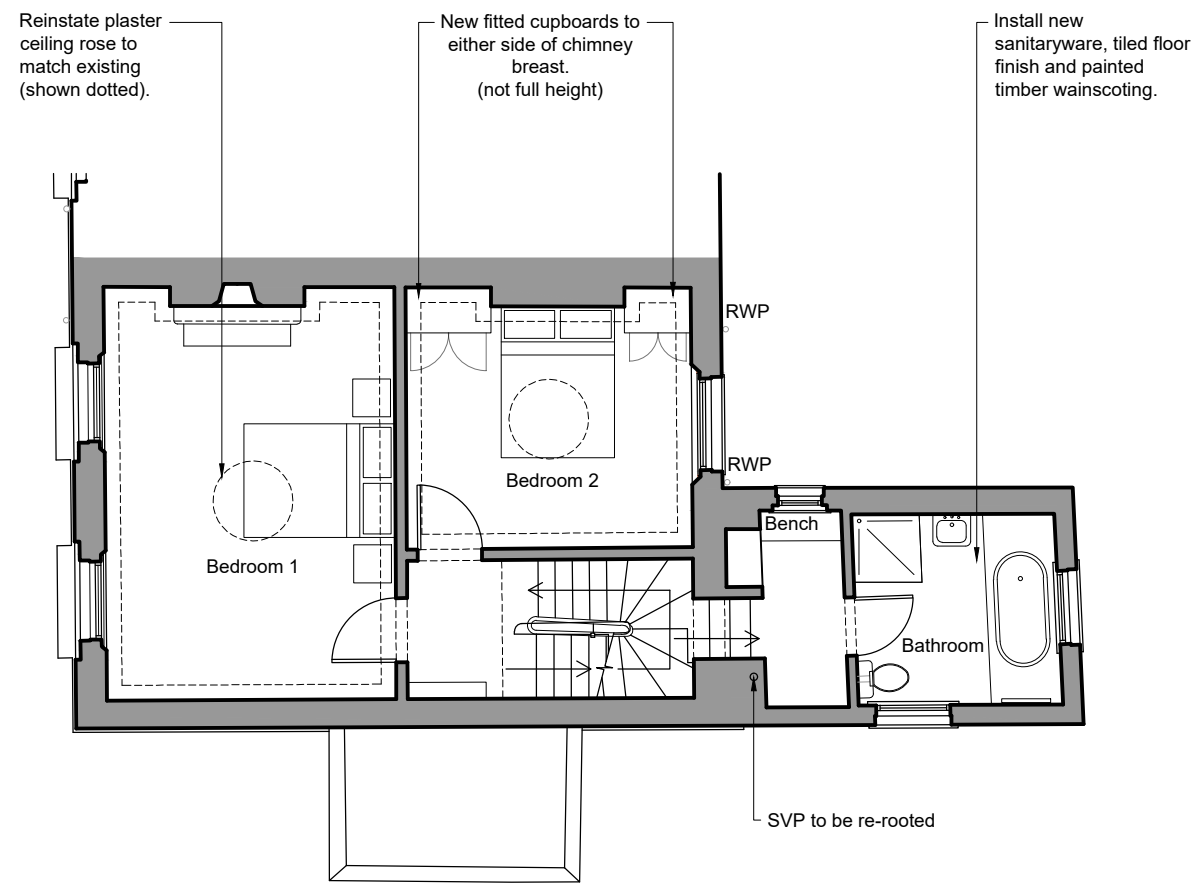 Reinstate plaster
ceiling rose to
match existing
(shown dotted).
New fitted cupboards to
either side of chimney
breast.
(not full height)
Install new
sanitaryware, tiled floor
finish and painted
timber wainscoting.
RWP
RWP
Bedroom 2
Bench
Bedroom 1
Bathroom
SVP to be re-rooted